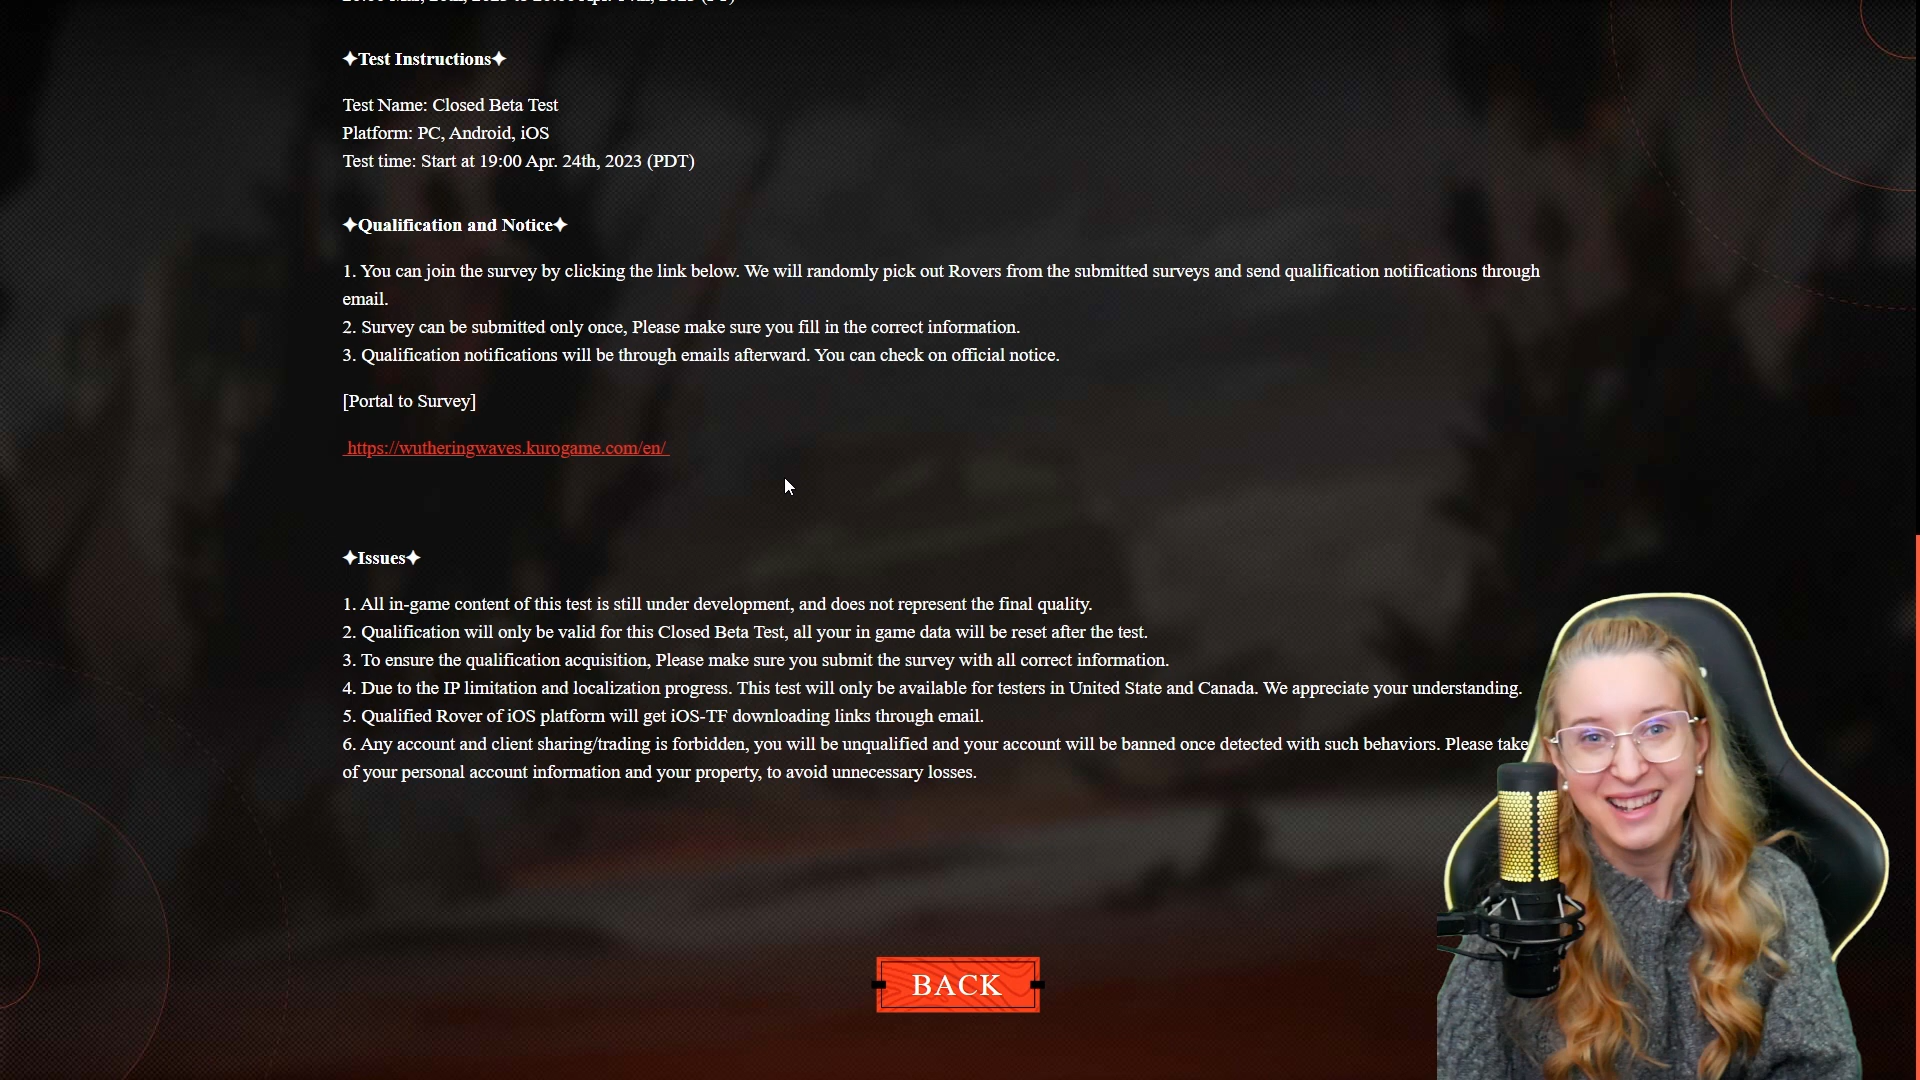 ✦Test Instructions✦
Test Name: Closed Beta Test
Platform: PC, Android, iOS
Test time: Start at 19:00 Apr. 24th, 2023 (PDT)
✦Qualification and Notice✦
1. You can join the survey by clicking the link below. We will randomly pick out Rovers from the submitted surveys and send qualification notifications through
email.
2. Survey can be submitted only once, Please make sure you fill in the correct information.
3. Qualification notifications will be through emails afterward. You can check on official notice.
[Portal to Survey]
https://wutheringwaves.kurogame.com/en/
✦Issues✦
1. All in-game content of this test is still under development, and does not represent the final quality.
2. Qualification will only be valid for this Closed Beta Test, all your in game data will be reset after the test.
3. To ensure the qualification acquisition, Please make sure you submit the survey with all correct information.
4. Due to the IP limitation and localization progress. This test will only be available for testers in United State and Canada. We appreciate your understanding.
5. Qualified Rover of iOS platform will get iOS-TF downloading links through email.
6. Any account and client sharing/trading is forbidden, you will be unqualified and your account will be banned once detected with such behaviors. Please take
of your personal account information and your property, to avoid unnecessary losses.
BACK